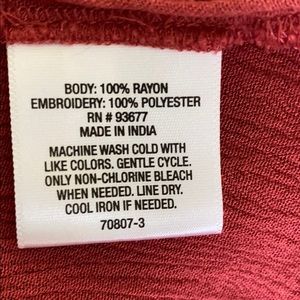 BODY: 100% RAYON
EMBROIDERY: 100% POLYESTER
RN # 93677
MADE IN INDIA
MACHINE WASH COLD WITH
LIKE COLORS. GENTLE CYCLE.
ONLY NON-CHLORINE BLEACH
WHEN NEEDED. LINE DRY.
COOL IRON IF NEEDED.
70807-3